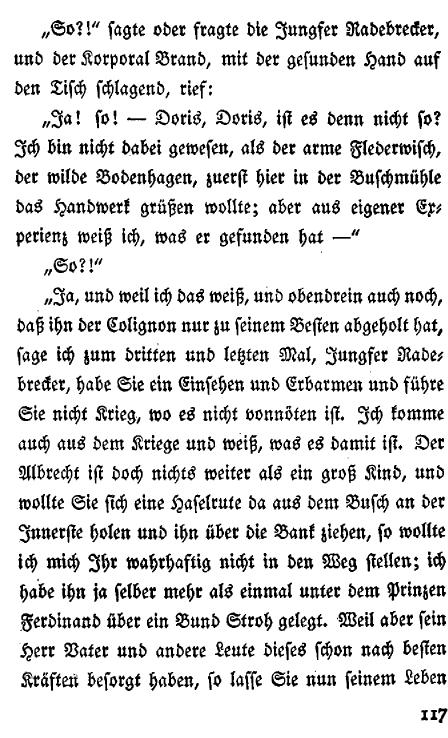 „So?!“ sagte oder fragte die Jungfer Radebrecker,
und der Korporal Brand, mit der gesunden Hand auf
den Tisch schlagend, rief:
„Ja! so! — Doris, Doris, ist es denn nicht so?
Ich bin nicht dabei gewesen, als der arme Flederwisch,
der wilde Bodenhagen, zuerst hier in der Buschmühle
das Handwerk grüßen wollte; aber aus eigener Ex-
perienz weiß ich, was er gefunden hat —“
„So?!“
„Ja, und weil ich das weiß, und obendrein auch noch,
daß ihn der Colignon nur zu seinem Besten abgeholt hat,
sage ich zum dritten und letzten Mal, Jungfer Rade-
brecker, habe Sie ein Einsehen und Erbarmen und führe
Sie nicht Krieg, wo es nicht vonnöten ist. Ich komme
auch aus dem Kriege und weiß, was es damit ist. Der
Albrecht ist doch nichts weiter als ein groß Kind, und
wollte Sie sich eine Haselrute da aus dem Busch an der
Innerste holen und ihn über die Bank ziehen, so wollte
ich mich Ihr wahrhaftig nicht in den Weg stellen; ich
habe ihn ja selber mehr als einmal unter dem Prinzen
Ferdinand über ein Bund Stroh gelegt. Weil aber sein
Herr Vater und andere Leute dieses schon nach besten
Kräften besorgt haben, so lasse Sie nun seinem Leben
117